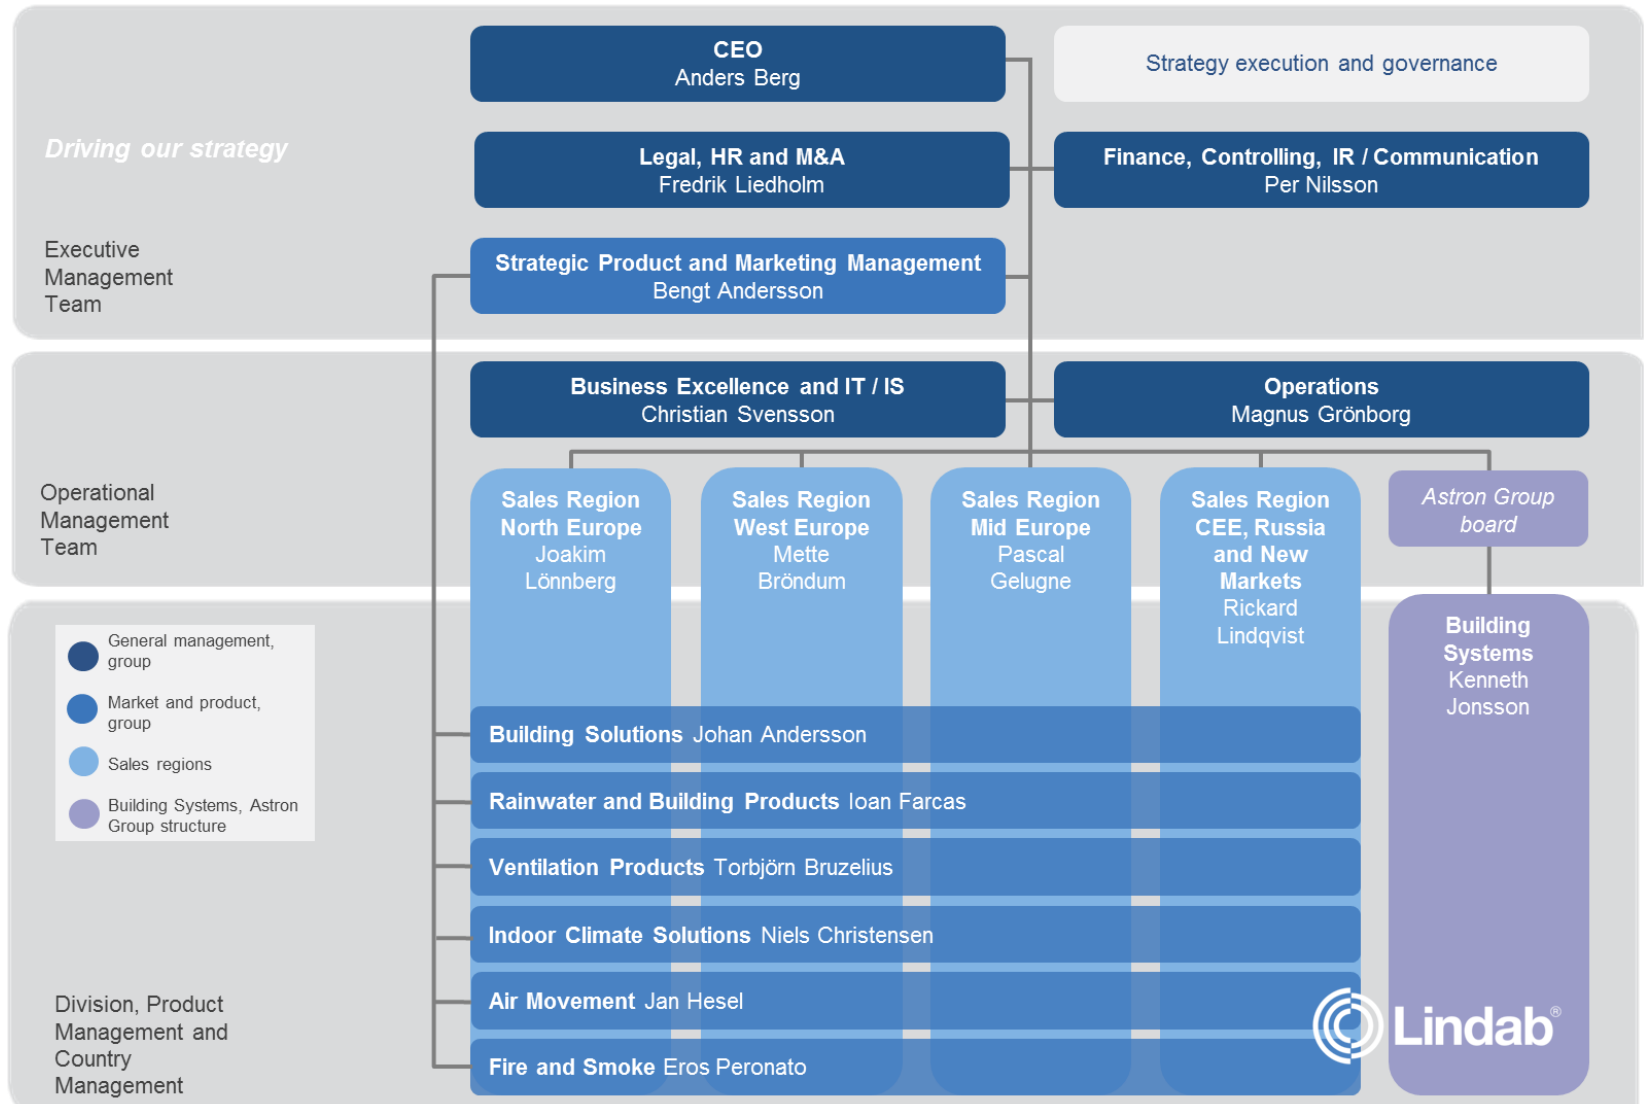 CEO
Anders Berg
Strategy execution and governance
Driving our strategy
Legal, HR and M&A
Fredrik Liedholm
Finance, Controlling, IR / Communication
Per Nilsson
Executive
Management
Team
Strategic Product and Marketing Management
Bengt Andersson
Business Excellence and IT / IS
Christian Svensson
Operations
Magnus Grönborg
Operational
Management
Team
Sales Region
North Europe
Joakim
Lönnberg
Sales Region
West Europe
Mette
Bröndum
Sales Region
Mid Europe
Pascal
Gelugne
Sales Region
CEE, Russia
and New
Markets
Rickard
Lindqvist
Astron Group
board
Building
Systems
Kenneth
Jonsson
General management,
group
Market and product,
group
Sales regions
Building Systems, Astron
Group structure
Building Solutions Johan Andersson
Rainwater and Building Products Ioan Farcas
Ventilation Products Torbjörn Bruzelius
Indoor Climate Solutions Niels Christensen
Air Movement Jan Hesel
Fire and Smoke Eros Peronato
Division, Product
Management and
Country
Management
Lindab®